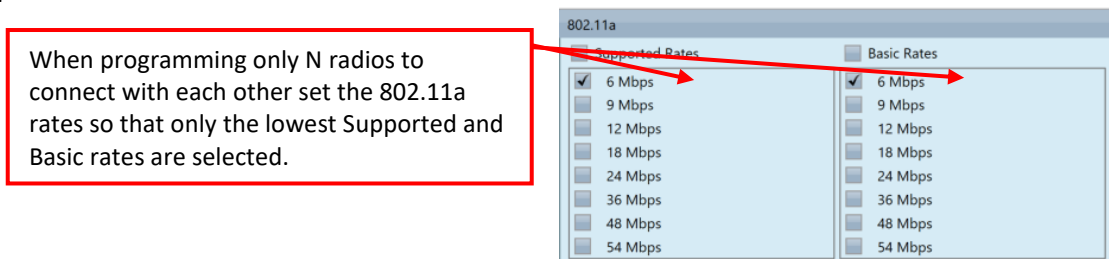 When programming only N radios to
connect with each other set the 802.11a
rates so that only the lowest Supported and
Basic rates are selected.
802.11a
Supported Rates
6 Mbps
9 Mbps
12 Mbps
18 Mbps
24 Mbps
36 Mbps
48 Mbps
54 Mbps
Basic Rates
6 Mbps
9 Mbps
12 Mbps
18 Mbps
24 Mbps
36 Mbps
48 Mbps
54 Mbps